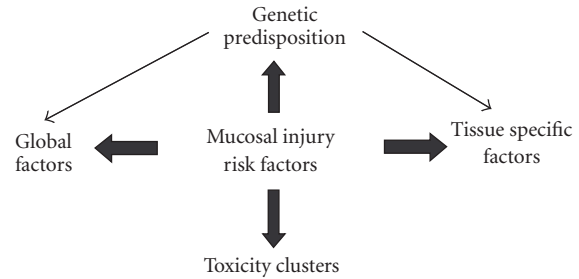 Genetic
predisposition
Global
factors
Mucosal injury
risk factors
Tissue specific
factors
Toxicity clusters